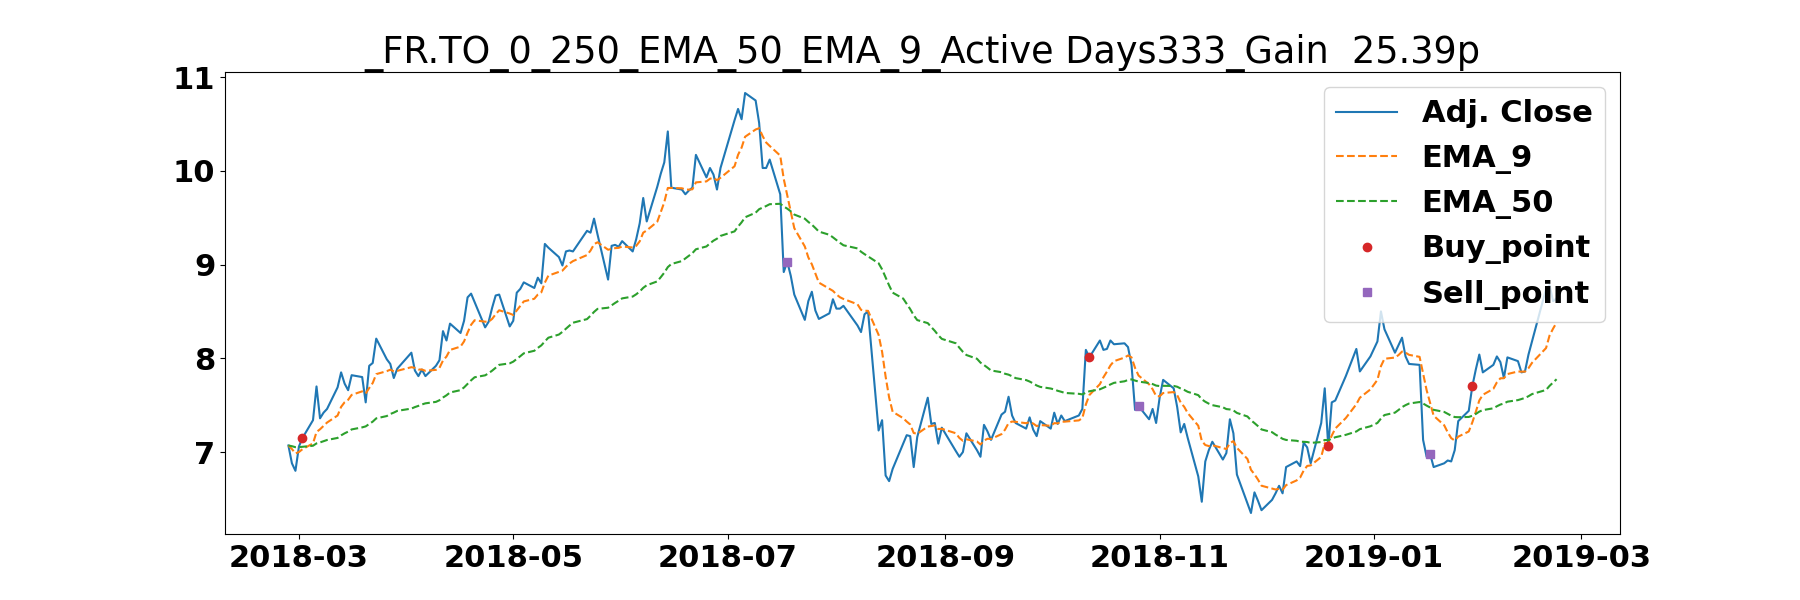 _FR.TO_0_250_EMA_50_EMA_9_Active Days333_Gain  25.39p
11
10
9
8
7
Adj. Close
EMA_9
EMA_50
Buy_point
Sell_point
2018-03 2018-05 2018-07 2018-09 2018-11 2019-01 2019-03